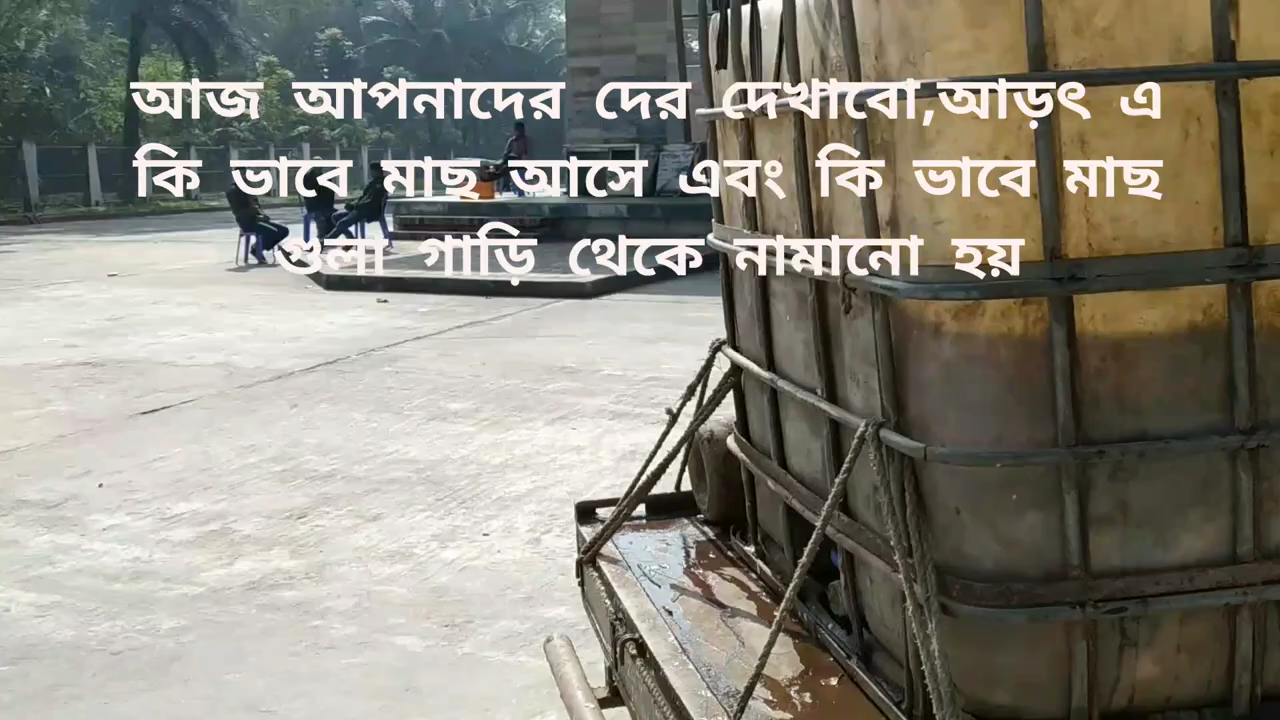 আজ আপনাদের দের দেখাবো,আড়ৎ এ
কি ভাবে মাছ আসে এবং কি ভাবে মাছ
গুলা গাড়ি থেকে নামানো হয়